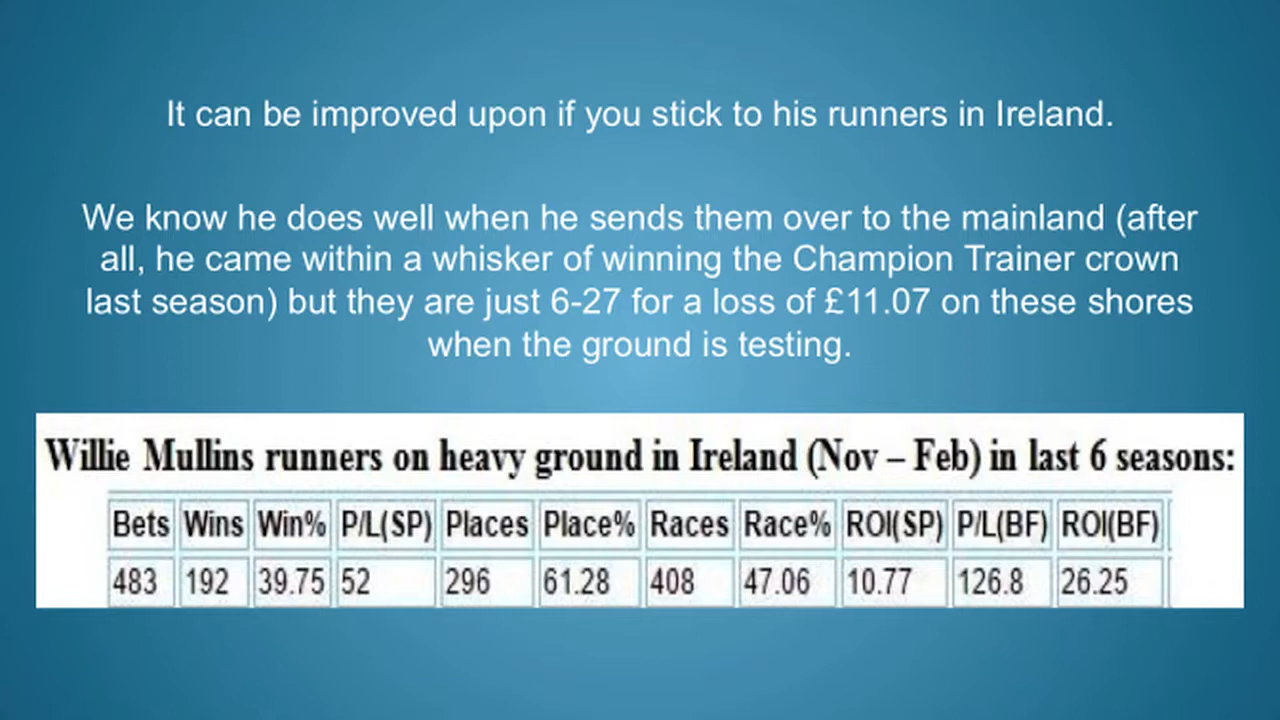 It can be improved upon if you stick to his runners in Ireland.
We know he does well when he sends them over to the mainland (after
all, he came within a whisker of winning the Champion Trainer crown
last season) but they are just 6-27 for a loss of £11.07 on these shores
when the ground is testing.
Willie Mullins runners on heavy ground in Ireland (Nov – Feb) in last 6 seasons:
Bets Wins Win% P/L(SP) Places Place% Races Race% ROI(SP) P/L(BF) ROI(BF)
483 192 39.75 52 296 61.28 408 47.06 10.77 126.8 26.25